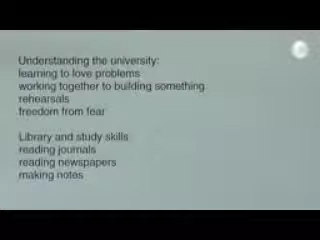 Understanding the university:
learning to love problems
working together to building something
rehearsals
freedom from fear
Library and study skills
reading journals
reading newspapers
making notes